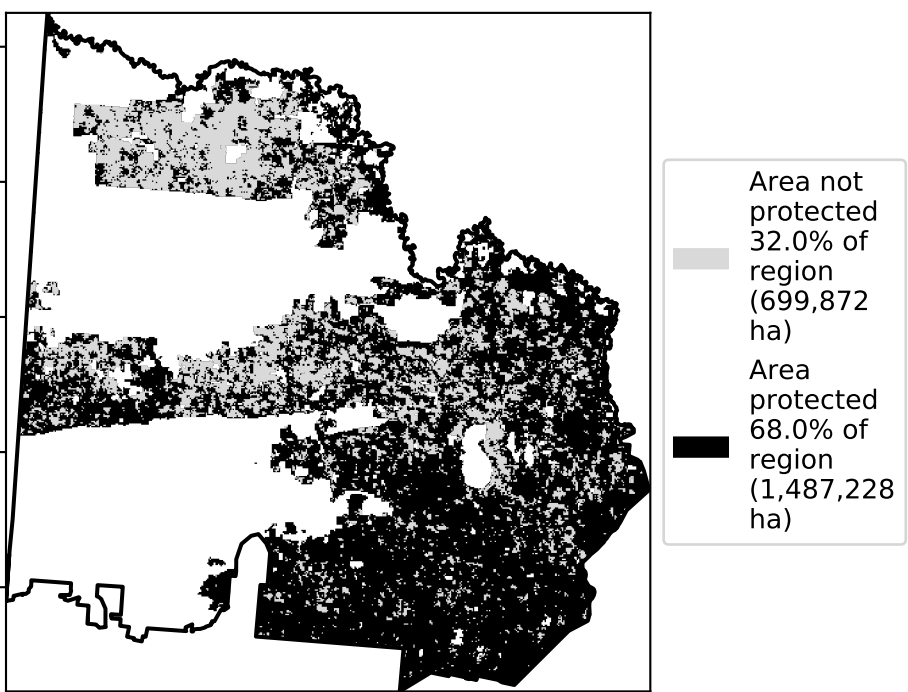 Area not
protected
32.0% of
region
(699,872
ha)
Area
protected
68.0% of
region
(1,487,228
ha)